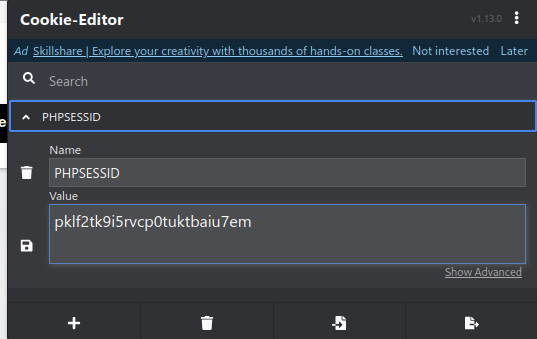 Cookie-Editor v1.13.0
Ad Skillshare | Explore your creativity with thousands of hands-on classes. Not interested Later
Search
PHPSESSID
Name
PHPSESSID
Value
pklf2tk9i5rvcp0tuktbaiu7em
Show Advanced